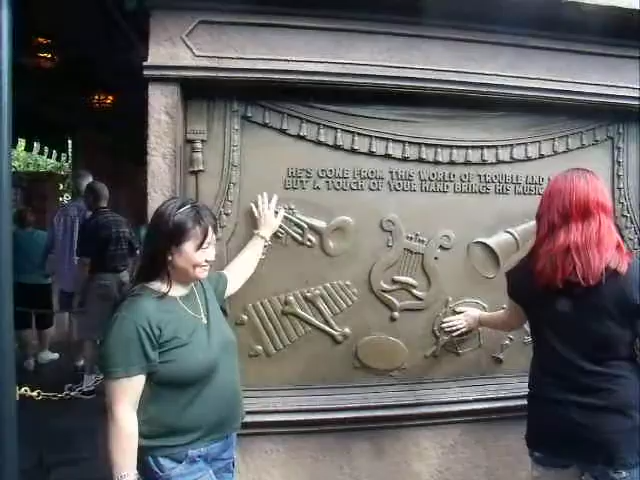 HE'S GONE FROM THIS WORLD OF TROUBLE AND
BUT A TOUCH OF YOUR HAND BRINGS HIS MUSIC